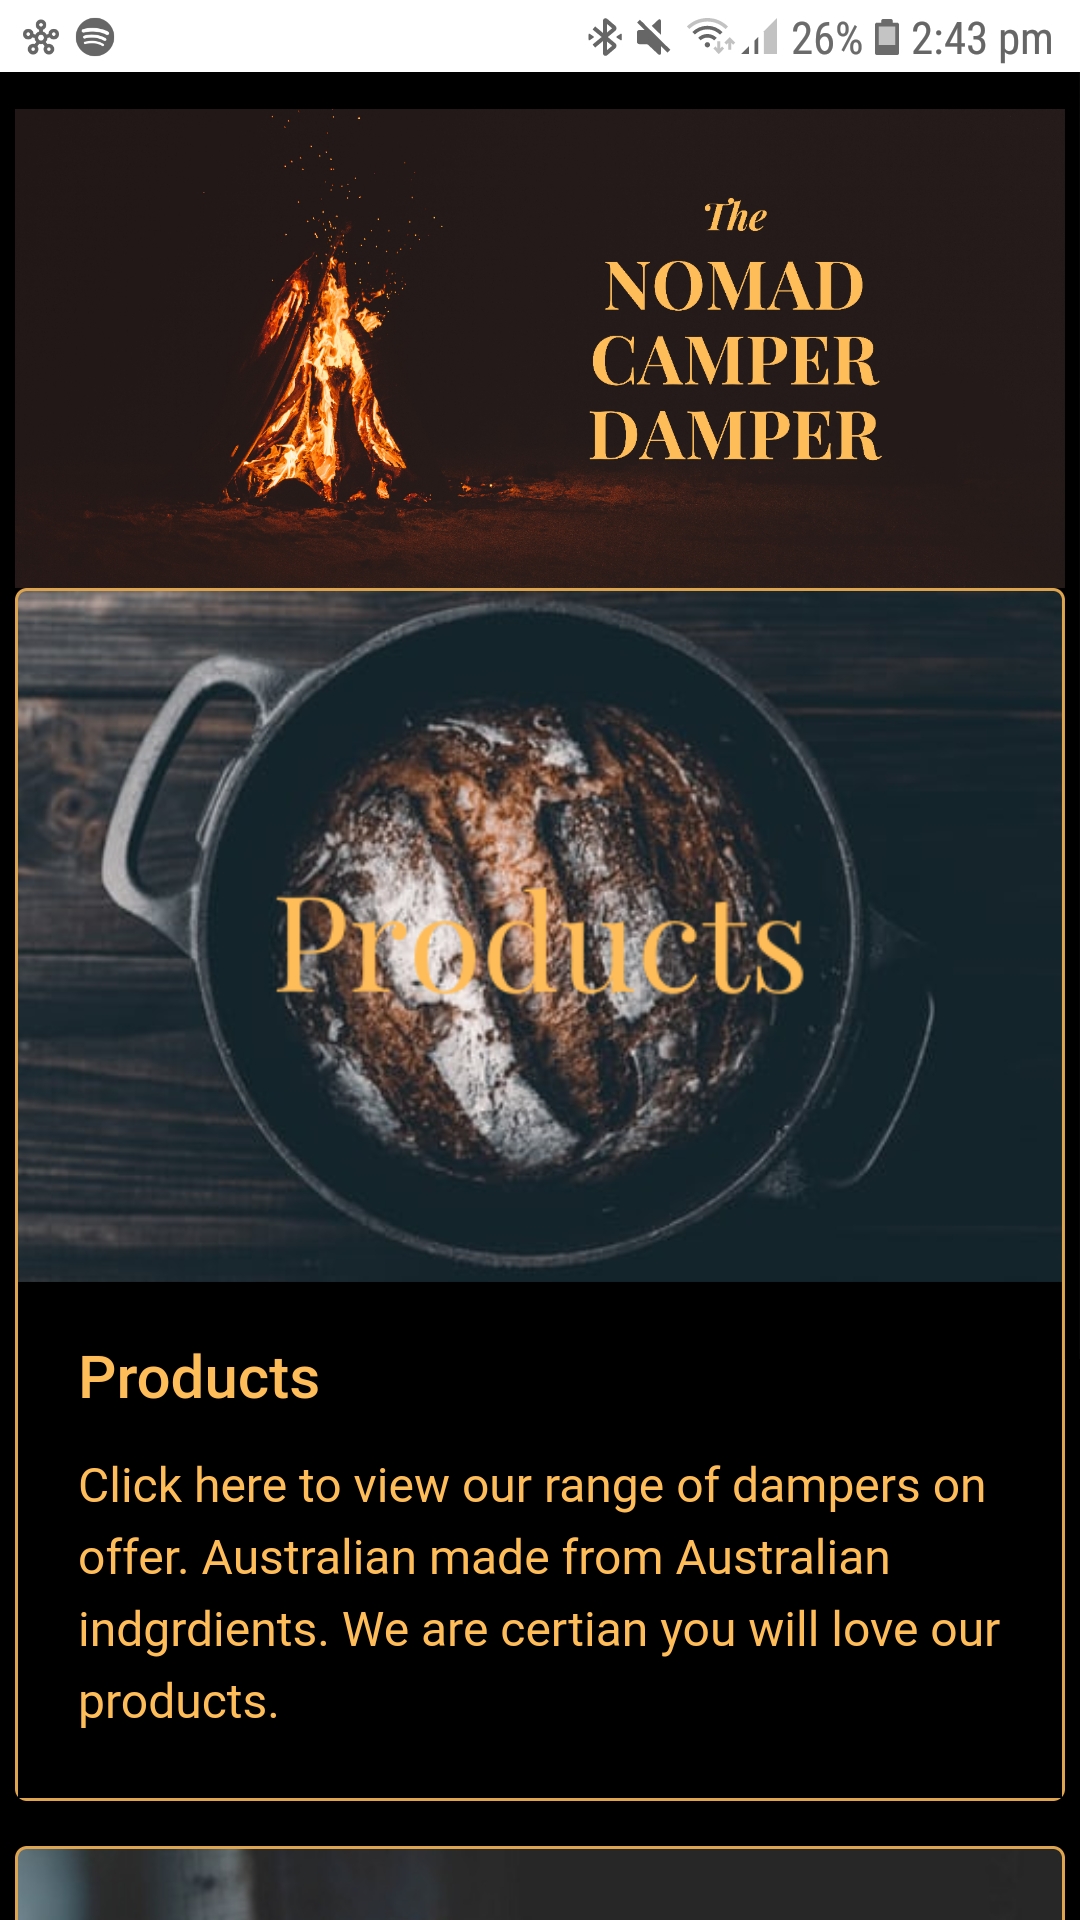 26% 2:43 pm
The
NOMAD
CAMPER
DAMPER
Products
Products
Click here to view our range of dampers on
offer. Australian made from Australian
indgrdients. We are certian you will love our
products.